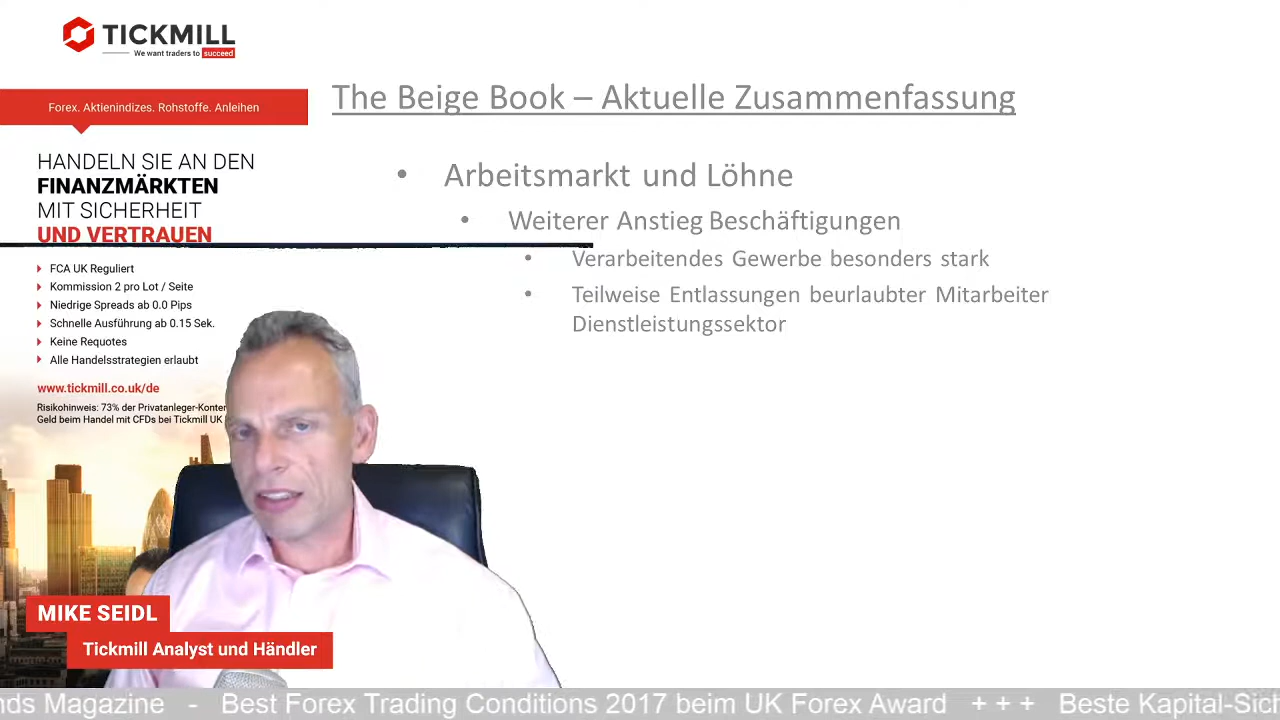 TICKMILL
We want traders to succeed
Forex. Aktienindizes. Rohstoffe. Anleihen
HANDELN SIE AN DEN
FINANZMÄRKTEN
MIT SICHERHEIT
UND VERTRAUEN
FCA UK Reguliert
Kommission 2 pro Lot / Seite
Niedrige Spreads ab 0.0 Pips
Schnelle Ausführung ab 0.15 Sek.
Keine Requotes
Alle Handelsstrategien erlaubt
www.tickmill.co.uk/de
Risikohinweis: 73% der Privatanleger-Konten
Geld beim Handel mit CFDs bei Tickmill UK
The Beige Book – Aktuelle Zusammenfassung
• Arbeitsmarkt und Löhne
• Weiterer Anstieg Beschäftigungen
• Verarbeitendes Gewerbe besonders stark
• Teilweise Entlassungen beurlaubter Mitarbeiter
Dienstleistungssektor
MIKE SEIDL
Tickmill Analyst und Händler
nds Magazine - Best Forex Trading Conditions 2017 beim UK Forex Award + + + Beste Kapital-Sich